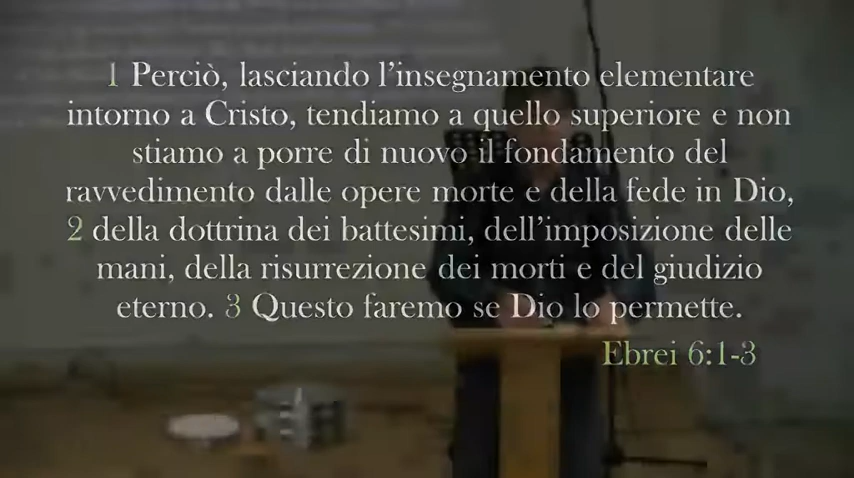 1 Perciò, lasciando l’insegnamento elementare
intorno a Cristo, tendiamo a quello superiore e non
stiamo a porre di nuovo il fondamento del
ravvedimento dalle opere morte e della fede in Dio,
2 della dottrina dei battesimi, dell’imposizione delle
mani, della risurrezione dei morti e del giudizio
eterno. 3 Questo faremo se Dio lo permette.
Ebrei 6:1-3